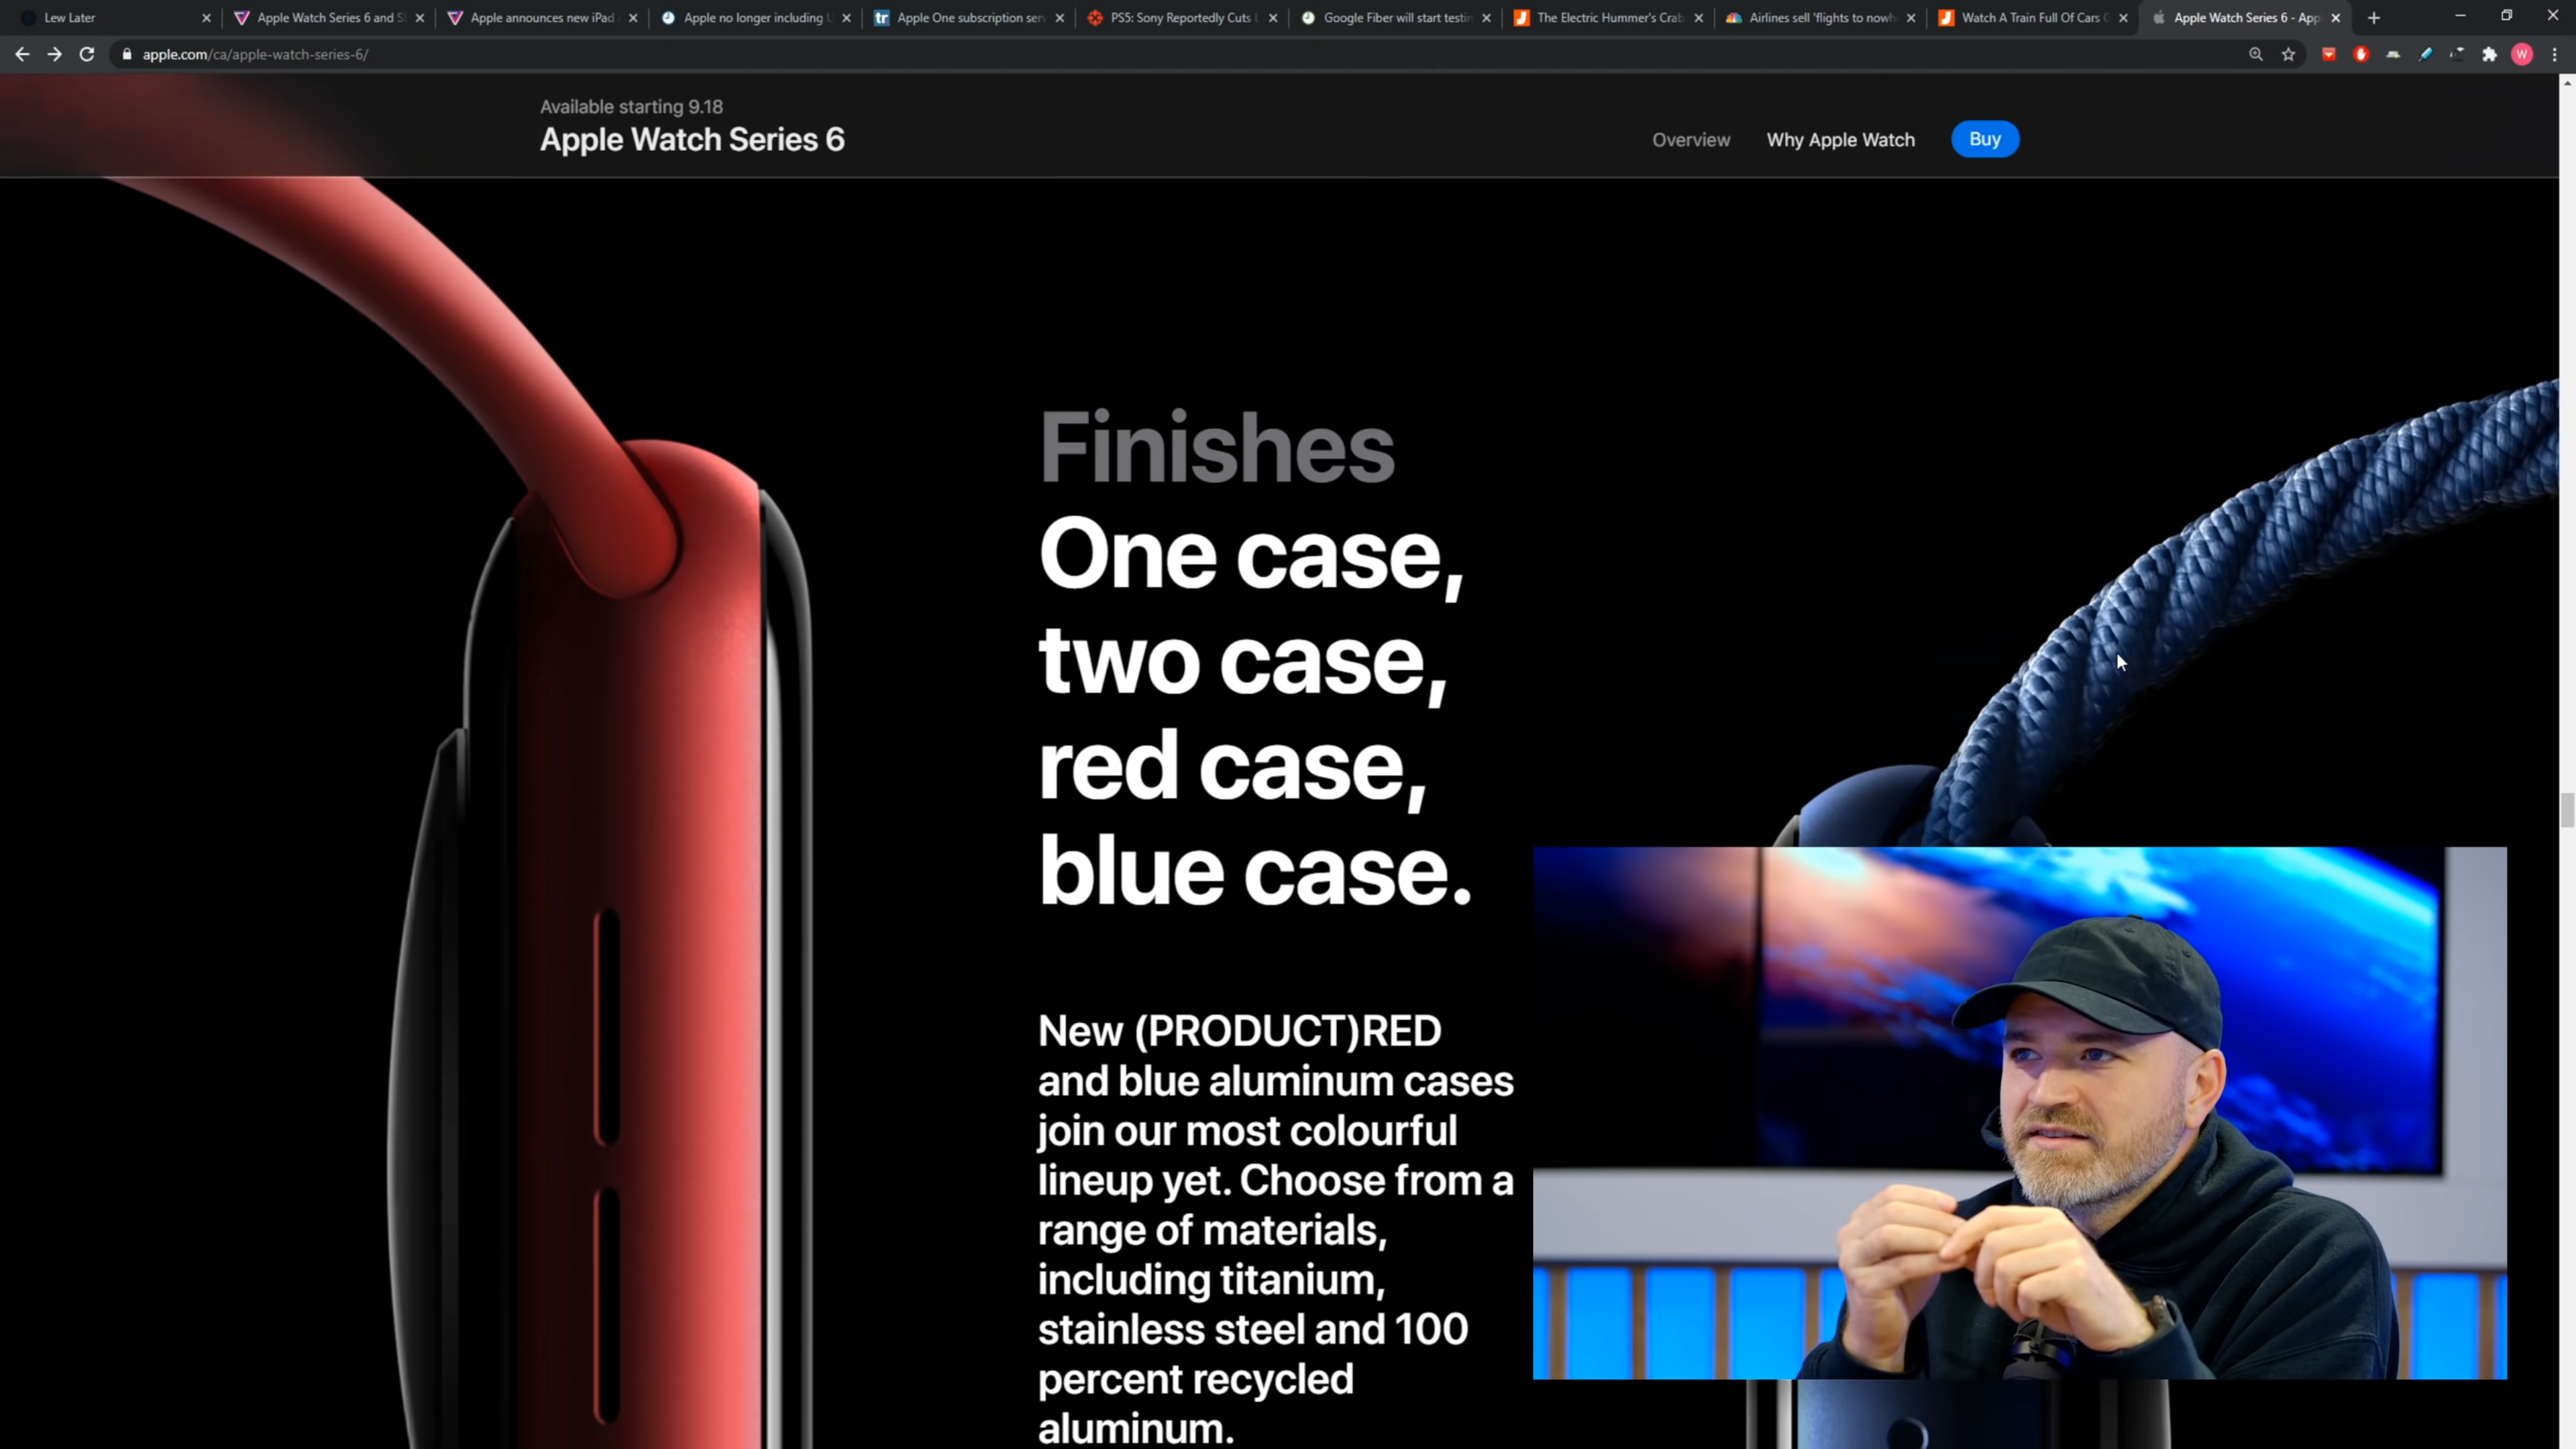 Lew Later
Apple Watch Series 6 and S
Apple announces new iPad
Apple no longer including
Apple One subscription ser
PS5: Sony Reportedly Cuts
Google Fiber will start testin
The Electric Hummer's Crab
Airlines sell 'flights to nowh
Watch A Train Full Of Cars
Apple Watch Series 6 - App
apple.com/ca/apple-watch-series-6/
W
Available starting 9.18
Apple Watch Series 6
Overview
Why Apple Watch
Buy
Finishes
One case,
two case,
red case,
blue case.
New (PRODUCT)RED
and blue aluminum cases
join our most colourful
lineup yet. Choose from a
range of materials,
including titanium,
stainless steel and 100
percent recycled
aluminum.